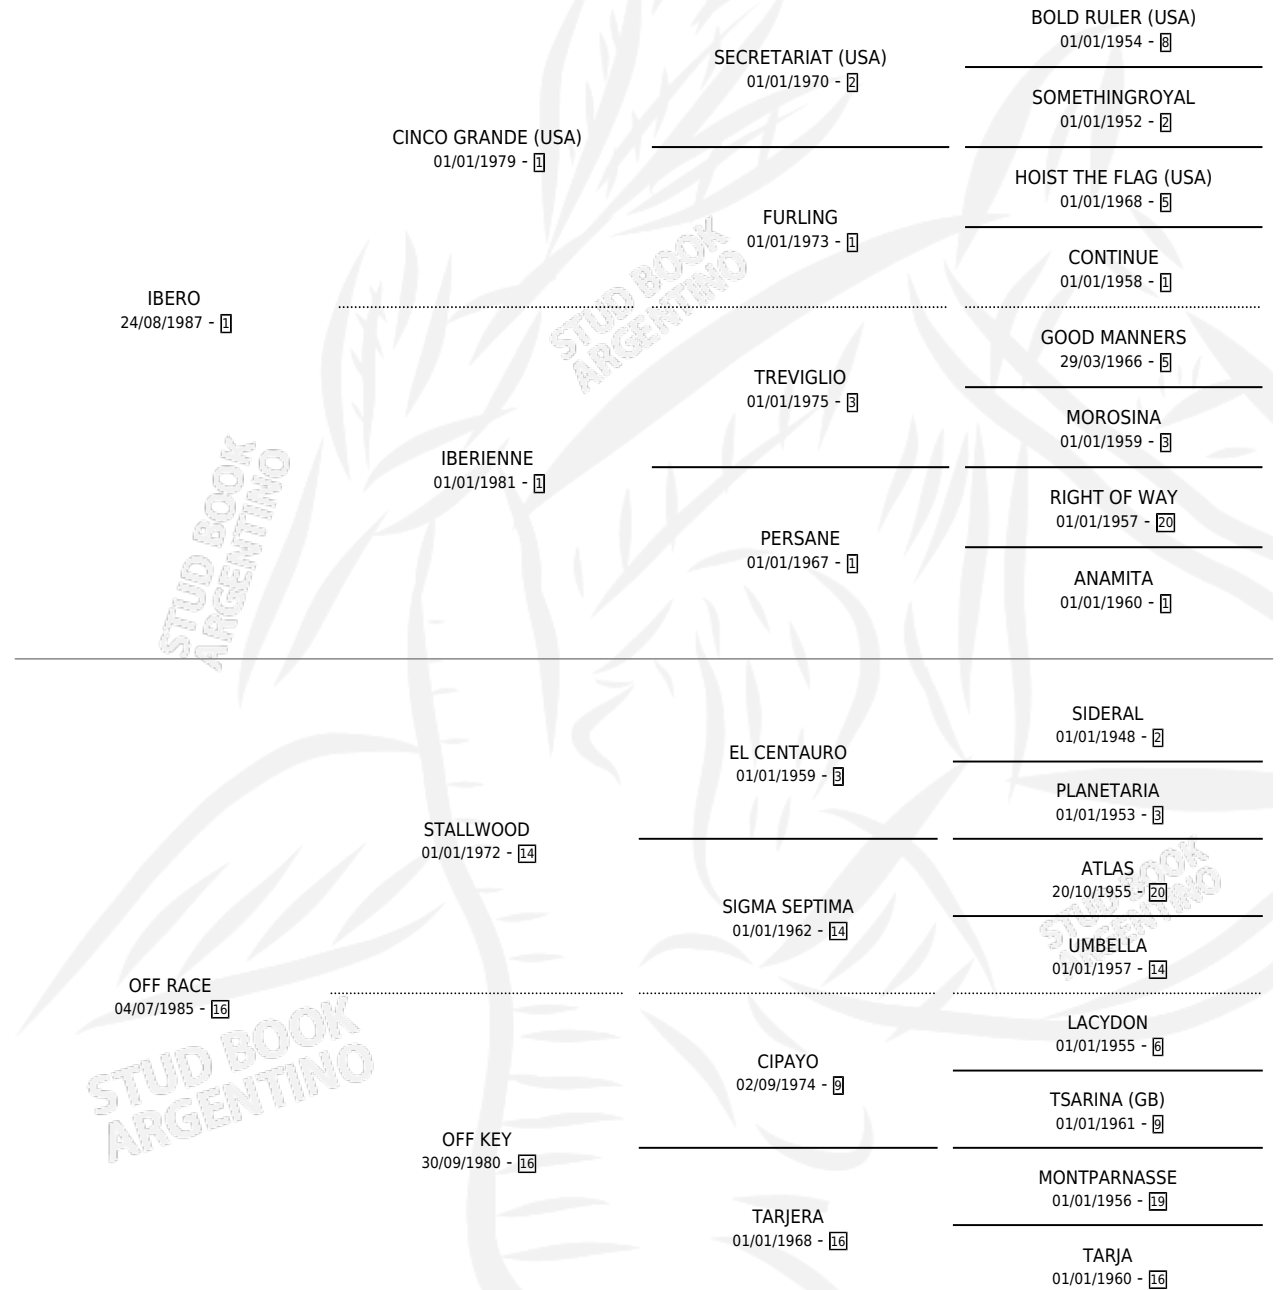 BOLD RULER (USA)
01/01/1954 - 8
SECRETARIAT (USA)
01/01/1970 - 2
SOMETHINGROYAL
01/01/1952 - 2
CINCO GRANDE (USA)
01/01/1979 - 1
HOIST THE FLAG (USA)
01/01/1968 - 5
FURLING
01/01/1973 - 1
CONTINUE
01/01/1958 - 1
IBERO
24/08/1987 - 1
STUD BOOK
ARGENTINO
GOOD MANNERS
29/03/1966 - 5
TREVIGLIO
01/01/1975 - 3
MOROSINA
01/01/1959 - 3
IBERIENNE
01/01/1981 - 1
RIGHT OF WAY
01/01/1957 - 20
PERSANE
01/01/1967 - 1
ANAMITA
01/01/1960 - 1
STUD BOOK
ARGENTINO
SIDERAL
01/01/1948 - 2
EL CENTAURO
01/01/1959 - 3
PLANETARIA
01/01/1953 - 3
STALLWOOD
01/01/1972 - 14
ATLAS
20/10/1955 - 20
SIGMA SEPTIMA
01/01/1962 - 14
UMBELLA
01/01/1957 - 14
STUD BOOK
ARGENTINO
OFF RACE
04/07/1985 - 16
LACYDON
01/01/1955 - 6
CIPAYO
02/09/1974 - 9
TSARINA (GB)
01/01/1961 - 9
STUD BOOK
ARGENTINO
OFF KEY
30/09/1980 - 16
MONTPARNASSE
01/01/1956 - 19
TARJERA
01/01/1968 - 16
TARJA
01/01/1960 - 16